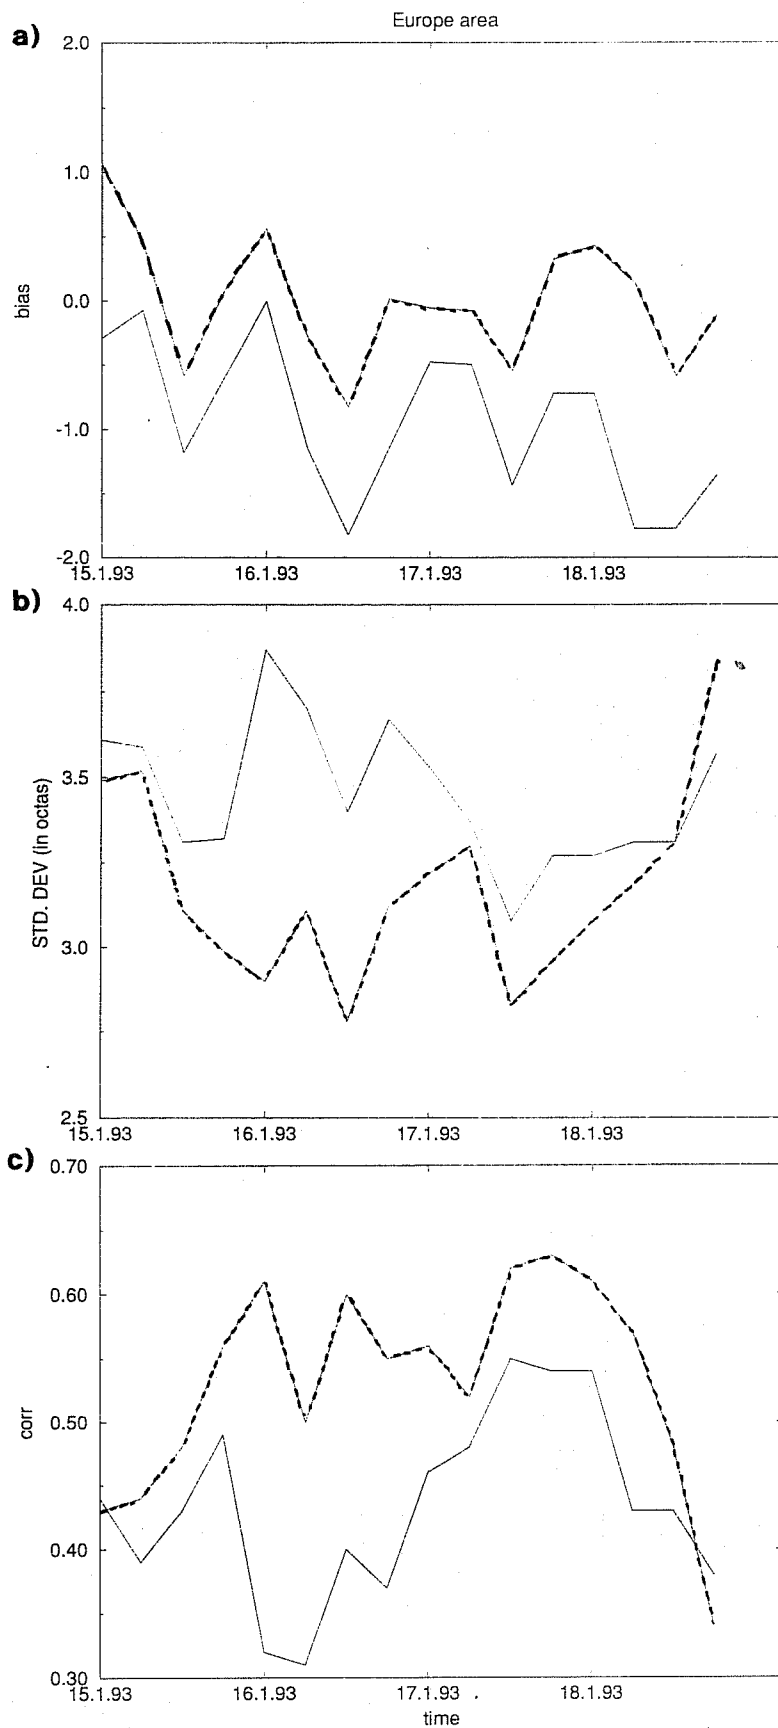 Europe area
a)
2.0
1.0
0.0
-1.0
-2.0
bias
15.1.93 16.1.93 17.1.93 18.1.93
b)
4.0
3.5
3.0
2.5
STD. DEV (in octas)
15.1.93 16.1.93 17.1.93 18.1.93
c)
0.70
0.60
0.50
0.40
0.30
corr
15.1.93 16.1.93 17.1.93 18.1.93
time